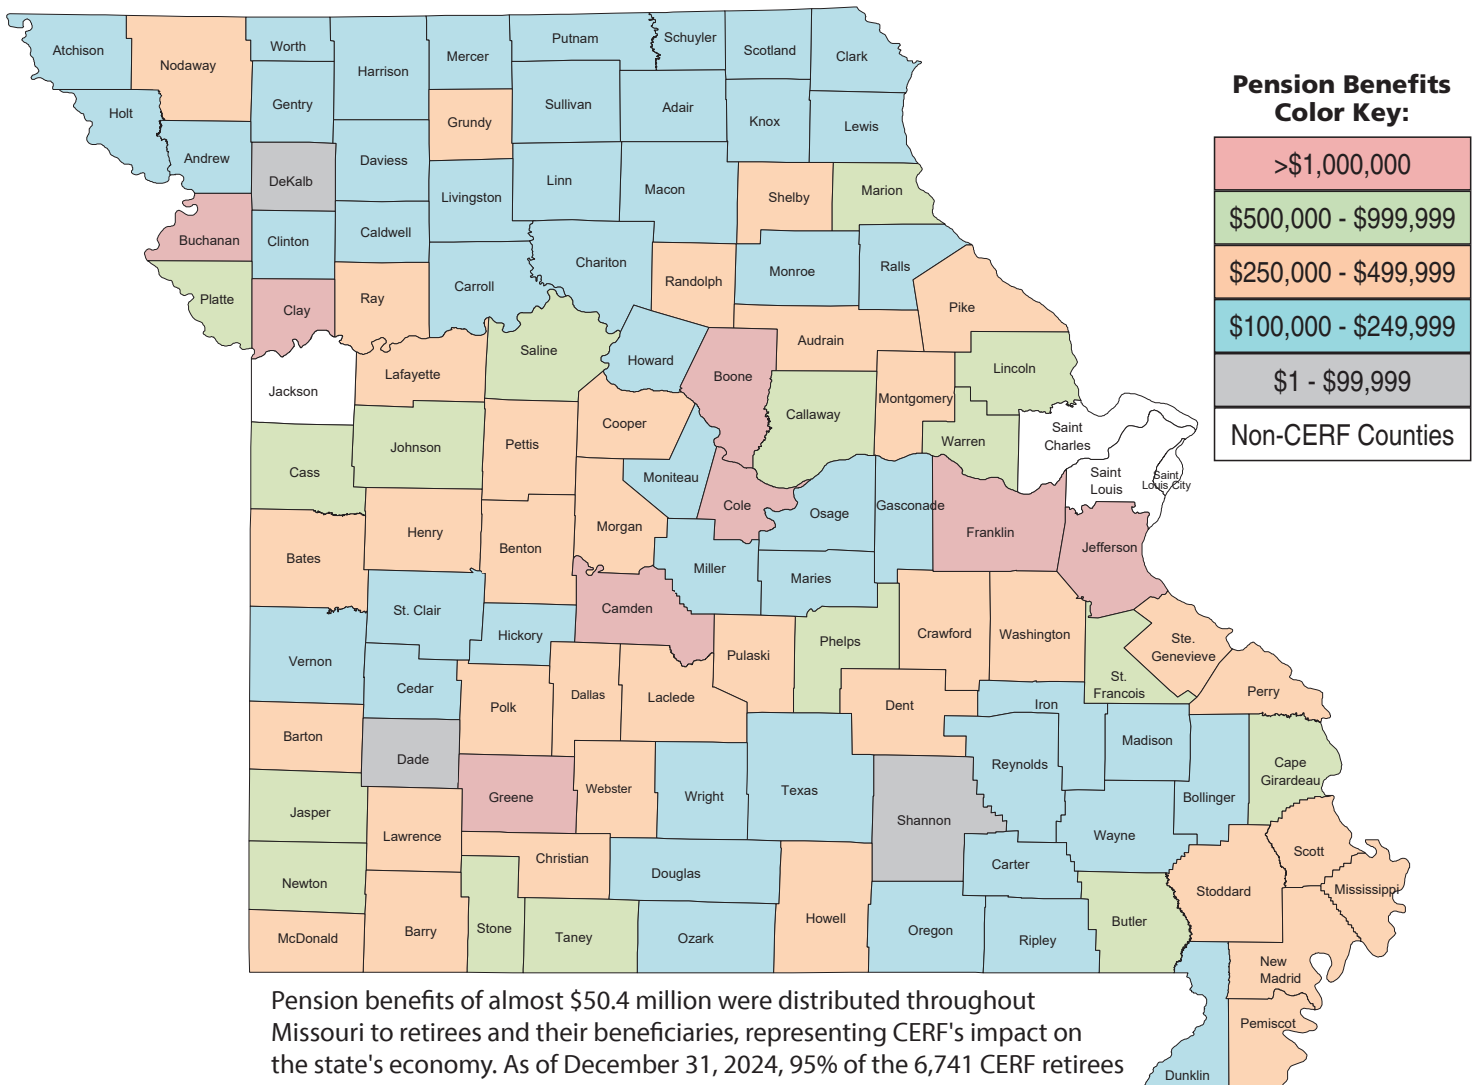 Atchison
Nodaway
Worth
Harrison
Mercer
Putnam
Schuyler
Scotland
Clark
Holt
Gentry
Grundy
Sullivan
Adair
Knox
Lewis
Andrew
DeKalb
Daviess
Livingston
Linn
Macon
Shelby
Marion
Buchanan
Clinton
Caldwell
Carroll
Chariton
Randolph
Monroe
Ralls
Pike
Platte
Clay
Ray
Saline
Howard
Boone
Audrain
Lincoln
Jackson
Lafayette
Cooper
Callaway
Montgomery
Warren
Saint
Charles
Saint
Louis
Saint
Louis City
Cass
Johnson
Pettis
Moniteau
Cole
Osage
Gasconade
Franklin
Jefferson
Bates
Henry
Benton
Morgan
Miller
Maries
Camden
St. Clair
Hickory
Vernon
Cedar
Polk
Dallas
Laclede
Pulaski
Phelps
Crawford
Washington
Ste.
Genevieve
St.
Francois
Perry
Dent
Iron
Madison
Barton
Dade
Greene
Webster
Wright
Texas
Reynolds
Bollinger
Cape
Girardeau
Jasper
Lawrence
Christian
Shannon
Wayne
Carter
Scott
Newton
Douglas
Stoddard
Mississippi
McDonald
Barry
Stone
Taney
Ozark
Howell
Oregon
Ripley
Butler
New
Madrid
Pemiscot
Dunklin
Pension Benefits
Color Key:
>$1,000,000
$500,000 - $999,999
$250,000 - $499,999
$100,000 - $249,999
$1 - $99,999
Non-CERF Counties
Pension benefits of almost $50.4 million were distributed throughout
Missouri to retirees and their beneficiaries, representing CERF's impact on
the state's economy. As of December 31, 2024, 95% of the 6,741 CERF retirees